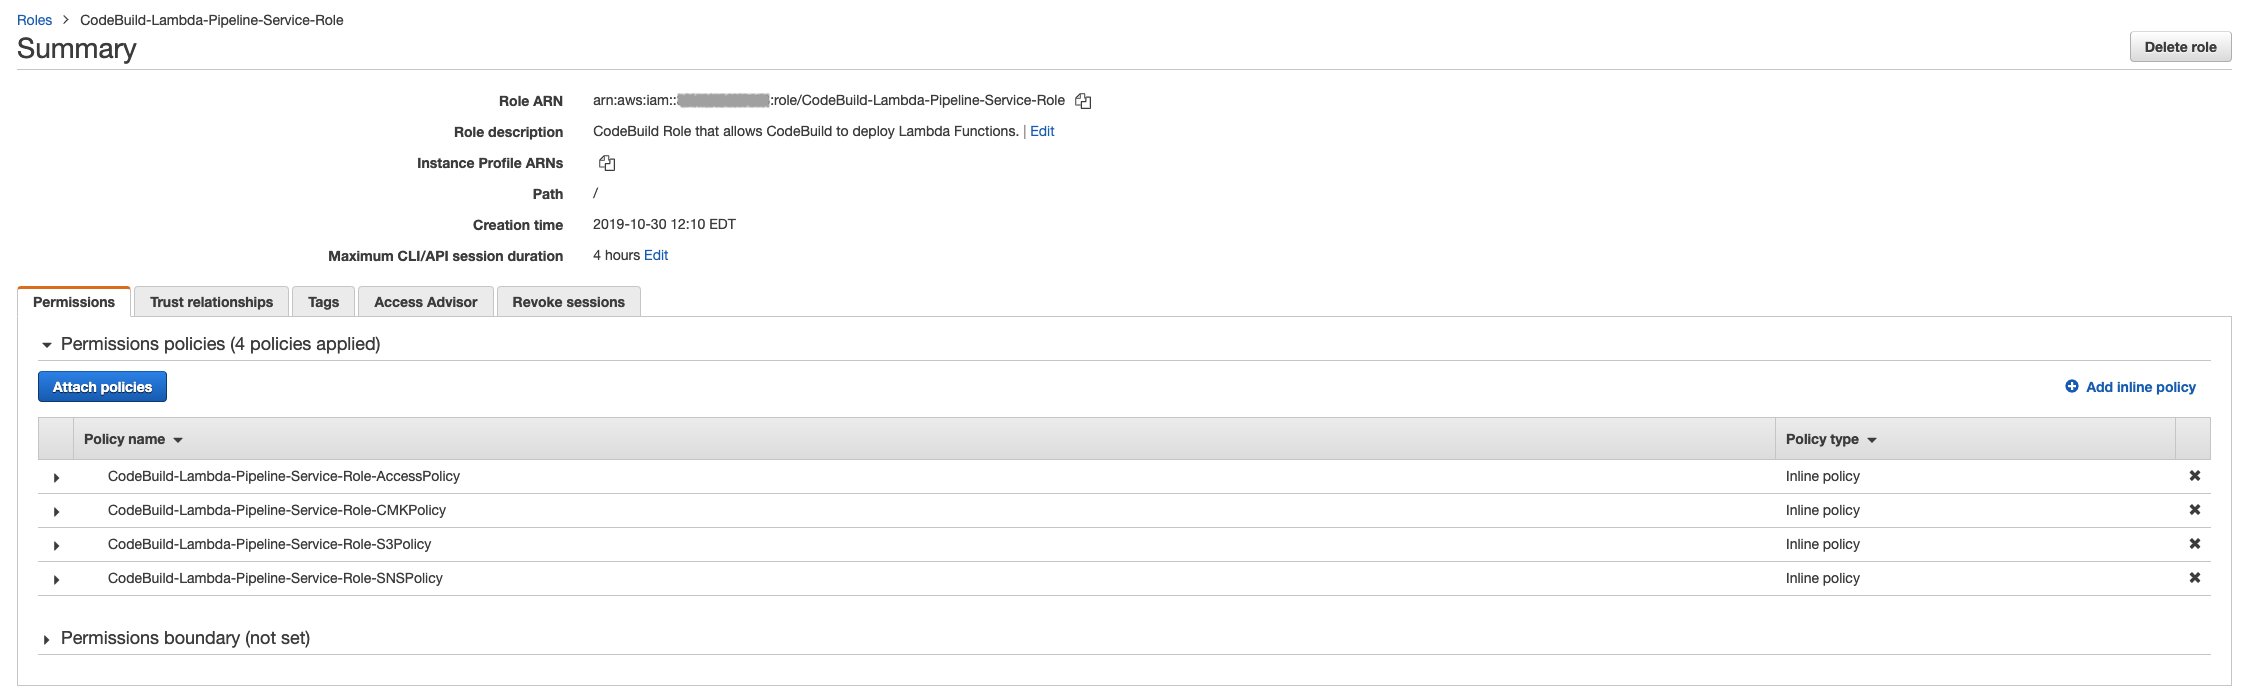 Roles > CodeBuild-Lambda-Pipeline-Service-Role
Summary
Delete role
Role ARN arn:aws:iam:: :role/CodeBuild-Lambda-Pipeline-Service-Role
Role description CodeBuild Role that allows CodeBuild to deploy Lambda Functions. | Edit
Instance Profile ARNs
Path /
Creation time 2019-10-30 12:10 EDT
Maximum CLI/API session duration 4 hours Edit
Permissions Trust relationships Tags Access Advisor Revoke sessions
Permissions policies (4 policies applied)
Attach policies Add inline policy
Policy name Policy type
CodeBuild-Lambda-Pipeline-Service-Role-AccessPolicy Inline policy
CodeBuild-Lambda-Pipeline-Service-Role-CMKPolicy Inline policy
CodeBuild-Lambda-Pipeline-Service-Role-S3Policy Inline policy
CodeBuild-Lambda-Pipeline-Service-Role-SNSPolicy Inline policy
Permissions boundary (not set)